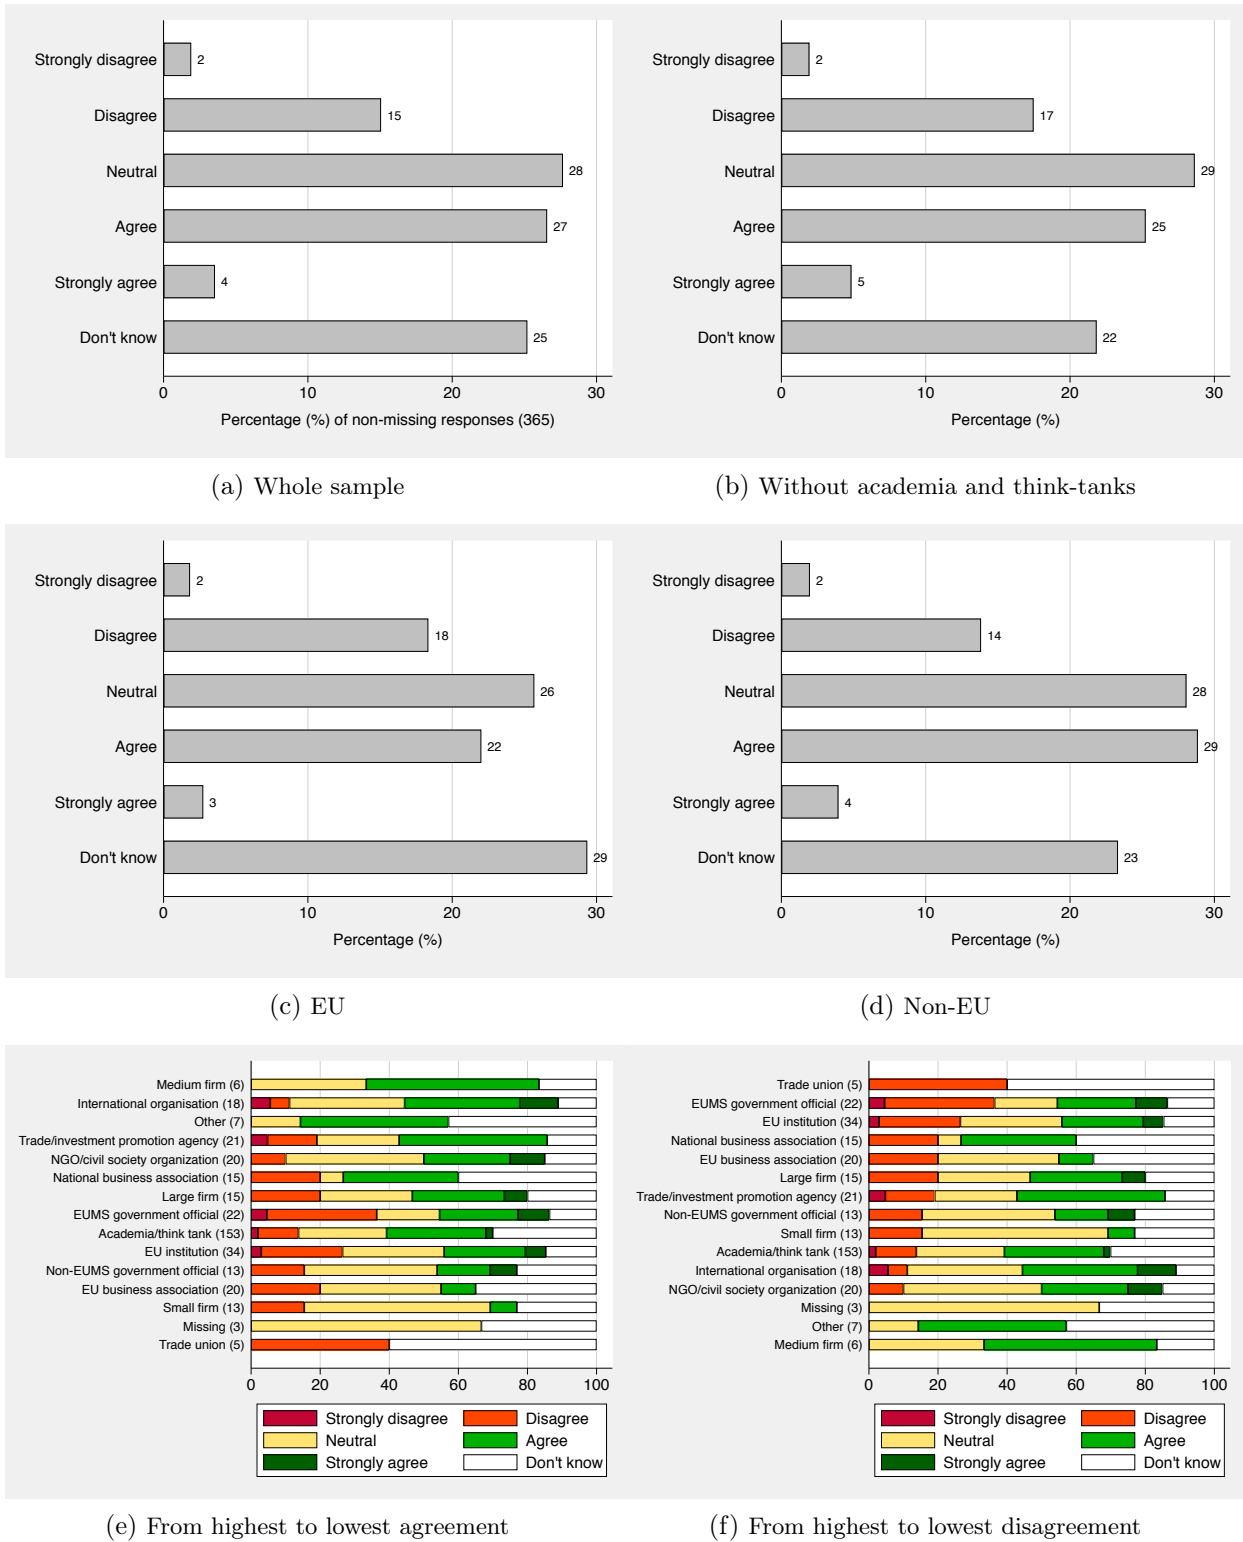 Strongly disagree 2
Disagree 15
Neutral 28
Agree 27
Strongly agree 4
Don't know 25
0 10 20 30
Percentage (%) of non-missing responses (365)
(a) Whole sample
Strongly disagree 2
Disagree 17
Neutral 29
Agree 25
Strongly agree 5
Don't know 22
0 10 20 30
Percentage (%)
(b) Without academia and think-tanks
Strongly disagree 2
Disagree 18
Neutral 26
Agree 22
Strongly agree 3
Don't know 29
0 10 20 30
Percentage (%)
(c) EU
Strongly disagree 2
Disagree 14
Neutral 28
Agree 29
Strongly agree 4
Don't know 23
0 10 20 30
Percentage (%)
(d) Non-EU
Medium firm (6)
International organisation (18)
Other (7)
Trade/investment promotion agency (21)
NGO/civil society organization (20)
National business association (15)
Large firm (15)
EUMS government official (22)
Academia/think tank (153)
EU institution (34)
Non-EUMS government official (13)
EU business association (20)
Small firm (13)
Missing (3)
Trade union (5)
0 20 40 60 80 100
Strongly disagree Disagree
Neutral Agree
Strongly agree Don't know
(e) From highest to lowest agreement
Trade union (5)
EUMS government official (22)
EU institution (34)
National business association (15)
EU business association (20)
Large firm (15)
Trade/investment promotion agency (21)
Non-EUMS government official (13)
Small firm (13)
Academia/think tank (153)
International organisation (18)
NGO/civil society organization (20)
Missing (3)
Other (7)
Medium firm (6)
0 20 40 60 80 100
Strongly disagree Disagree
Neutral Agree
Strongly agree Don't know
(f) From highest to lowest disagreement